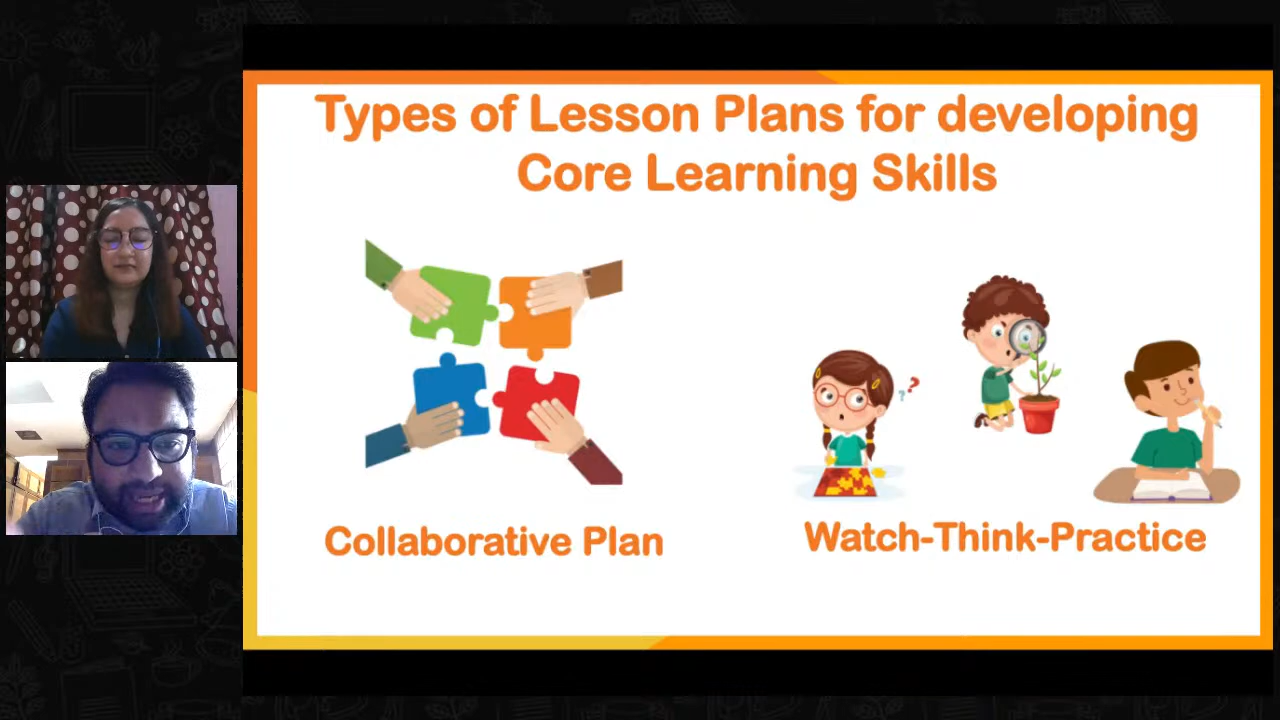 Types of Lesson Plans for developing
Core Learning Skills
Collaborative Plan
Watch-Think-Practice